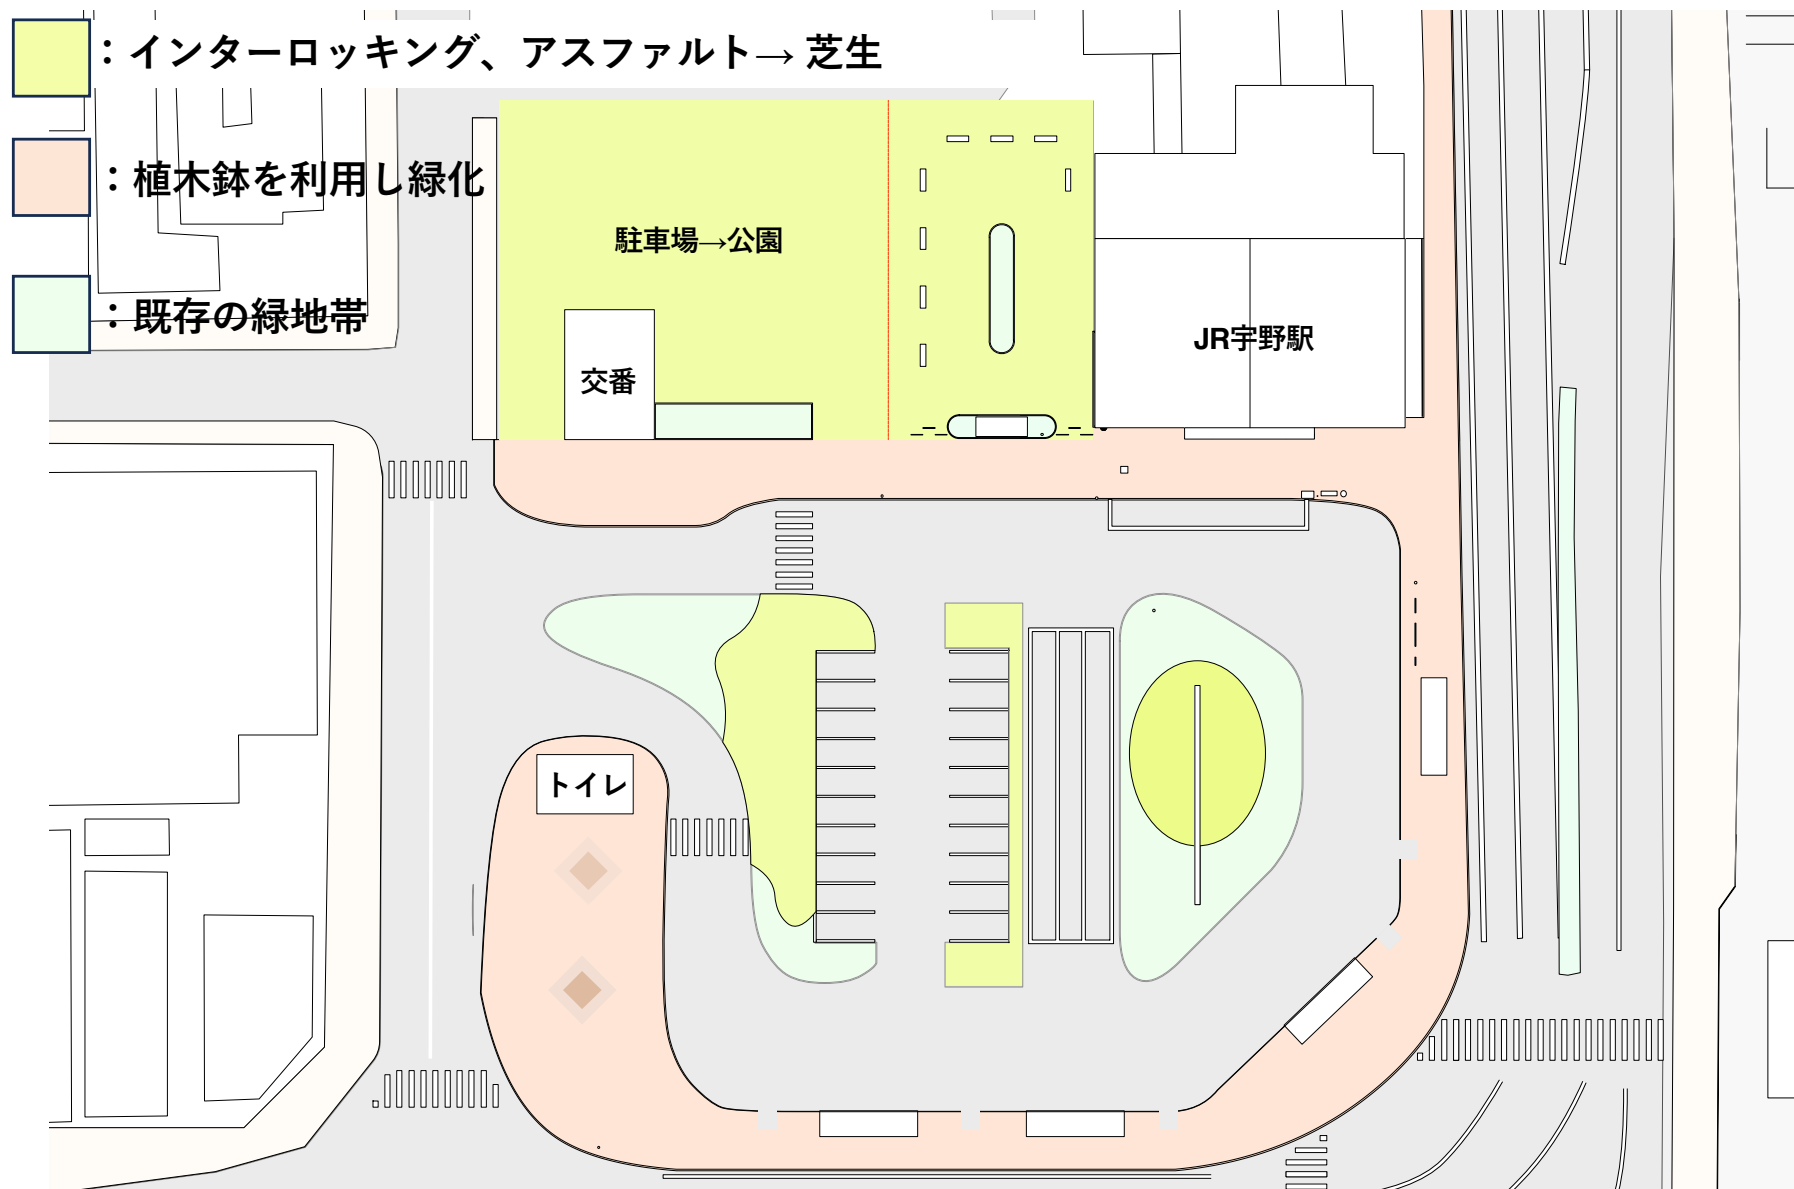 ：インターロッキング、アスファルト→ 芝生
：植木鉢を利用し緑化
駐車場→公園
：既存の緑地帯
JR宇野駅
交番
トイレ